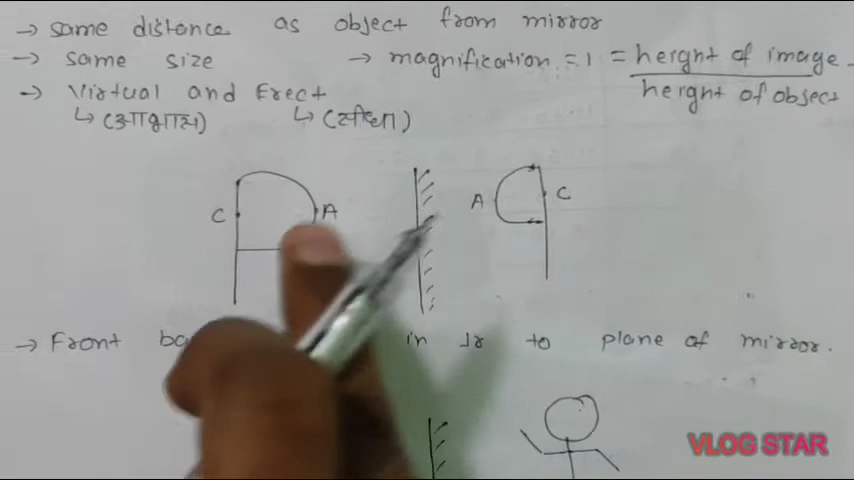 → same distance as object from mirror
→ same size → magnification = 1 = height of image
height of object
→ Virtual and Erect
↳ (आभासी) ↳ (सीधा)
C A A C
→ Front in ⊥r to plane of mirror.
VLOG STAR